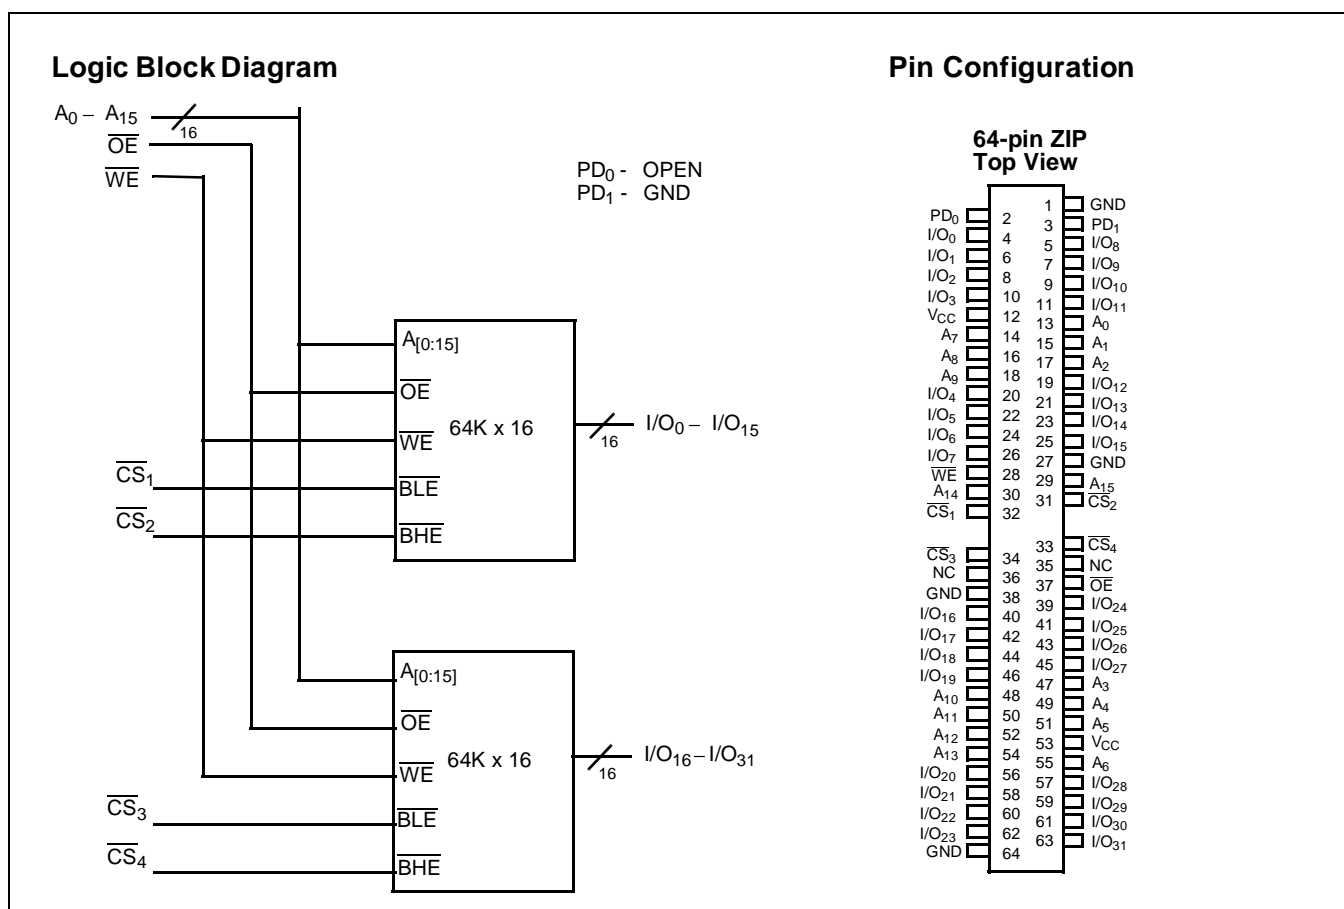 Logic Block Diagram
A0 – A15
16
OE
WE
PD0 - OPEN
PD1 - GND
A[0:15]
OE
64K x 16
WE
BLE
BHE
16
I/O0 – I/O15
CS1
CS2
A[0:15]
OE
64K x 16
WE
BLE
BHE
16
I/O16 – I/O31
CS3
CS4
Pin Configuration
64-pin ZIP
Top View
1 GND
PD0 2
3 PD1
I/O0 4
5 I/O8
I/O1 6
7 I/O9
I/O2 8
9 I/O10
I/O3 10
11 I/O11
VCC 12
13 A0
A7 14
15 A1
A8 16
17 A2
A9 18
19 I/O12
I/O4 20
21 I/O13
I/O5 22
23 I/O14
I/O6 24
25 I/O15
I/O7 26
27 GND
WE 28
29 A15
A14 30
31 CS2
CS1 32
33 CS4
CS3 34
35 NC
NC 36
37 OE
GND 38
39 I/O24
I/O16 40
41 I/O25
I/O17 42
43 I/O26
I/O18 44
45 I/O27
I/O19 46
47 A3
A10 48
49 A4
A11 50
51 A5
A12 52
53 VCC
A13 54
55 A6
I/O20 56
57 I/O28
I/O21 58
59 I/O29
I/O22 60
61 I/O30
I/O23 62
63 I/O31
GND 64